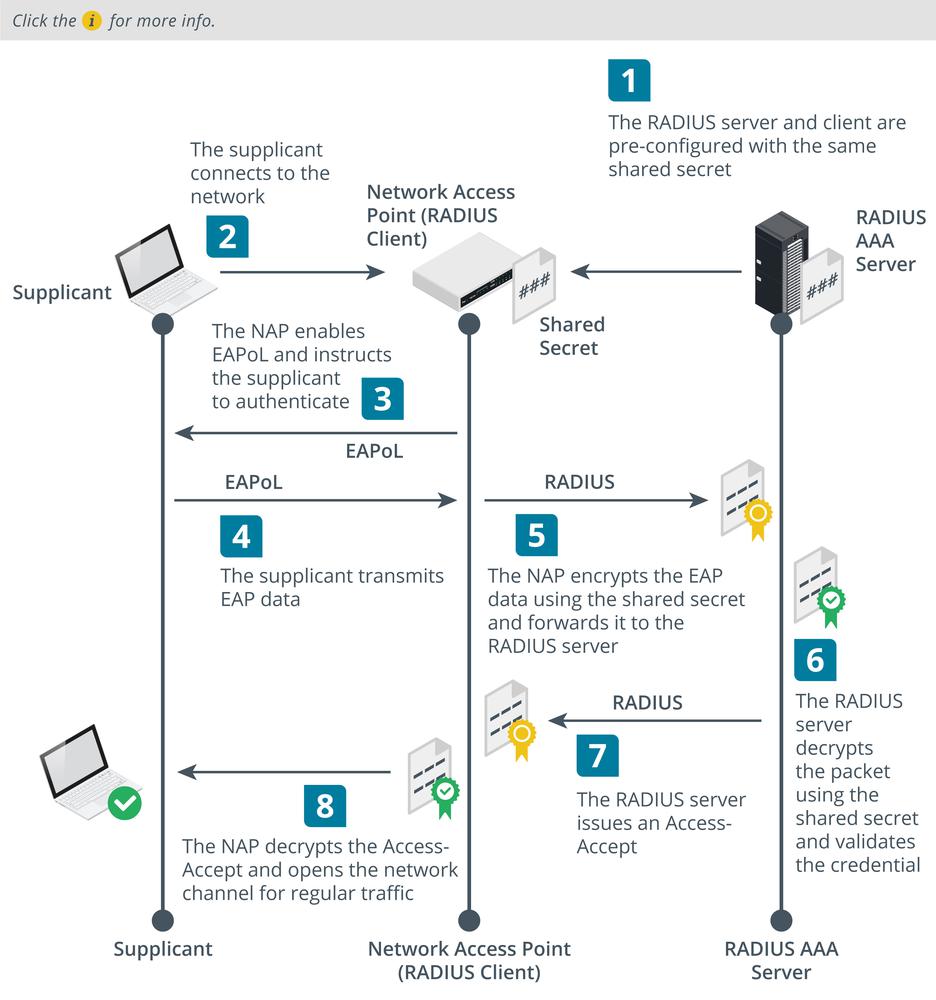 Click the i for more info.
1
The RADIUS server and client are
pre-configured with the same
shared secret
The supplicant
connects to the
network
2
Network Access
Point (RADIUS
Client)
RADIUS
AAA
Server
Supplicant
###
###
Shared
Secret
The NAP enables
EAPoL and instructs
the supplicant
to authenticate
3
EAPoL
EAPoL
4
The supplicant transmits
EAP data
RADIUS
5
The NAP encrypts the EAP
data using the shared secret
and forwards it to the
RADIUS server
6
The RADIUS
server
decrypts
the packet
using the
shared secret
and validates
the credential
RADIUS
7
The RADIUS server
issues an Access-
Accept
8
The NAP decrypts the Access-
Accept and opens the network
channel for regular traffic
Supplicant
Network Access Point
(RADIUS Client)
RADIUS AAA
Server